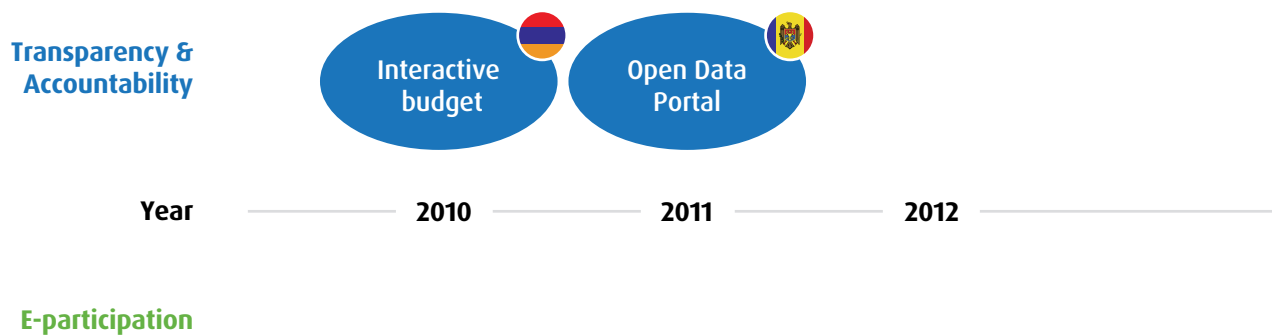 Transparency &
Accountability
Interactive
budget
Open Data
Portal
Year
2010
2011
2012
E-participation